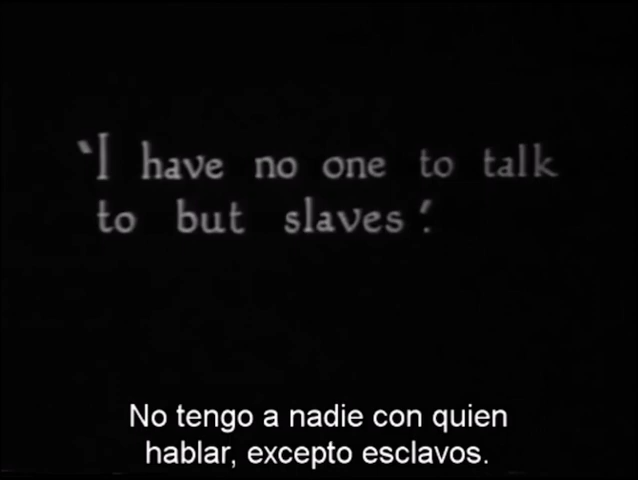 'I have no one to talk
to but slaves'.
No tengo a nadie con quien
hablar, excepto esclavos.